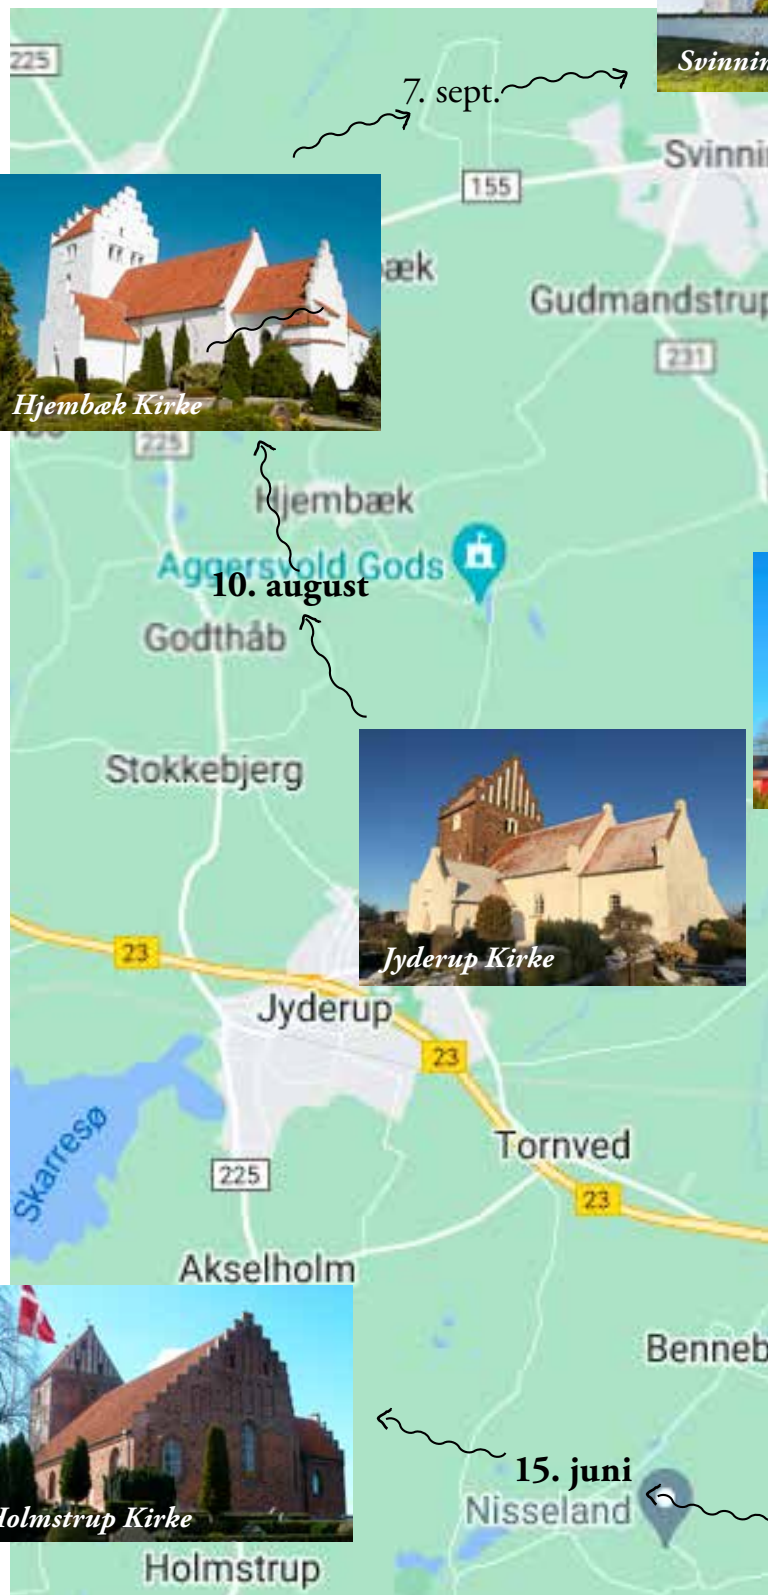 225
Svinnin
7. sept.
Svinni
155
bæk
Gudmandstrup
231
Hjembæk Kirke
225
Hjembæk
Aggersvold Gods
10. august
Godthåb
Stokkebjerg
Jyderup Kirke
23
Jyderup
23
Tornved
Skarresø
225
23
Akselholm
Benneb
15. juni
Nisseland
Holmstrup Kirke
Holmstrup